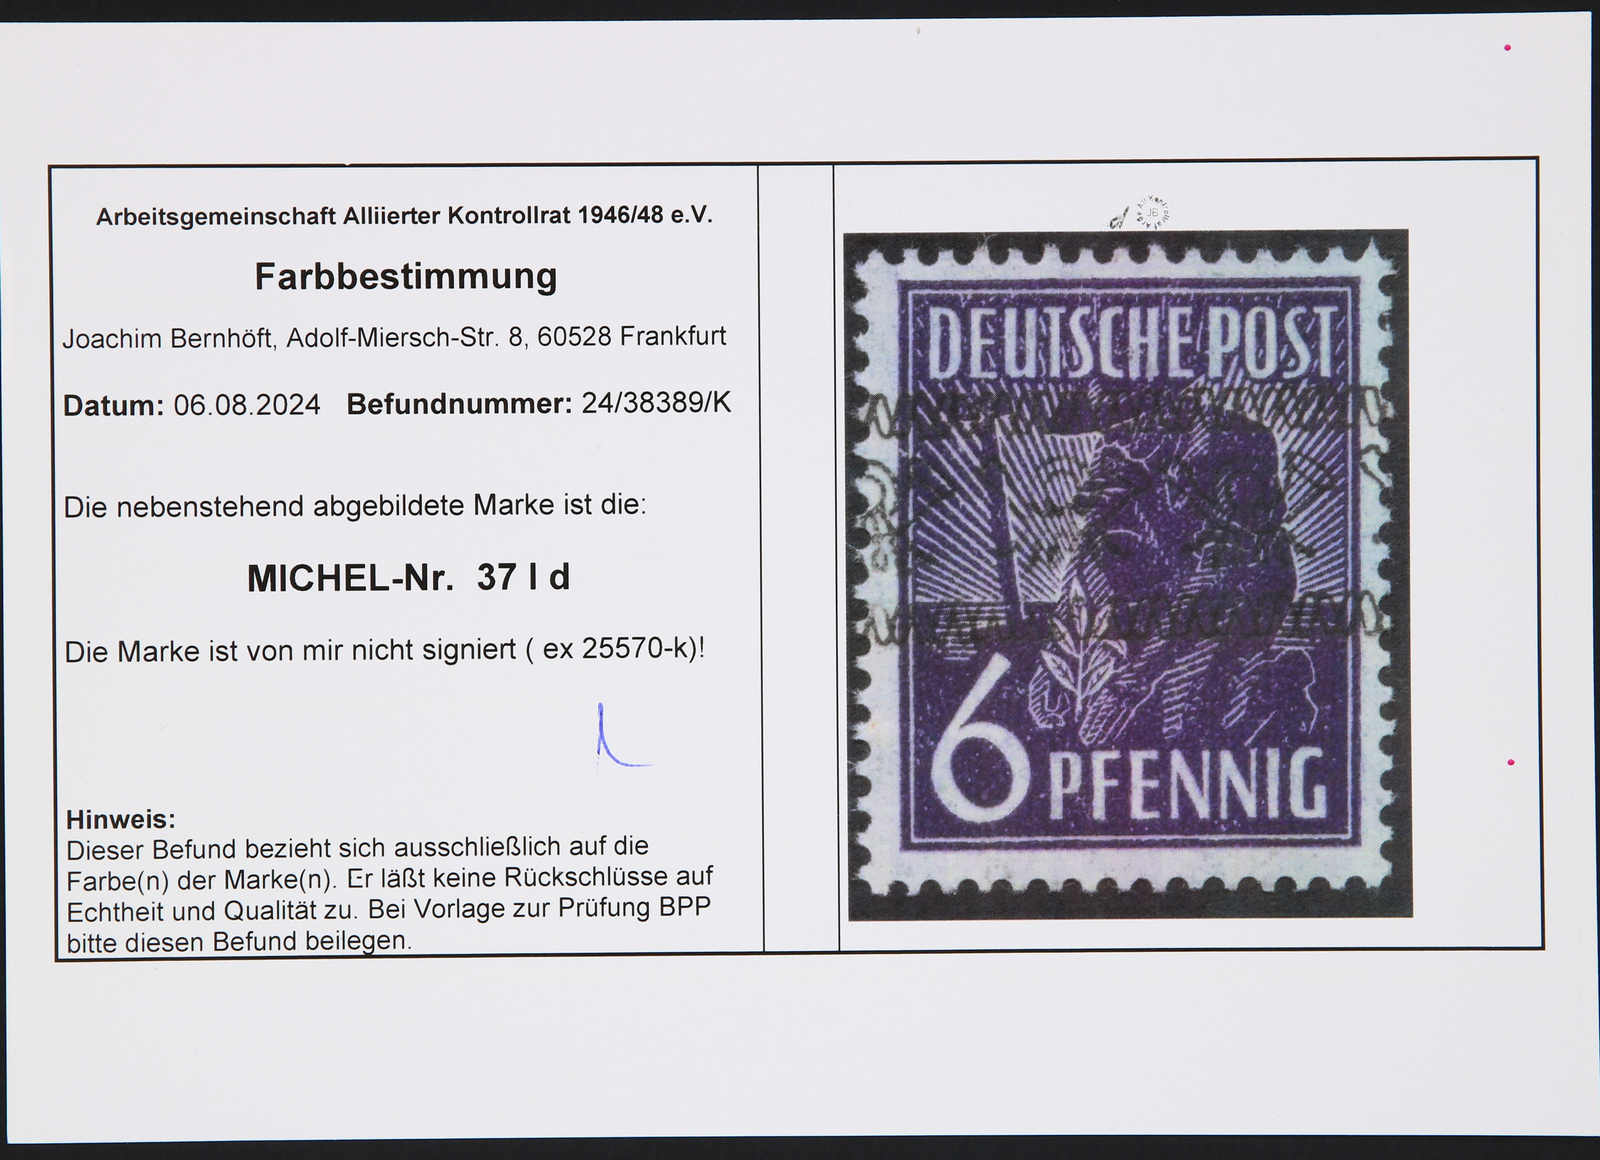 Arbeitsgemeinschaft Alliierter Kontrollrat 1946/48 e.V.
Farbbestimmung
Joachim Bernhöft, Adolf-Miersch-Str. 8, 60528 Frankfurt
Datum: 06.08.2024 Befundnummer: 24/38389/K
Die nebenstehend abgebildete Marke ist die:
MICHEL-Nr. 37 I d
Die Marke ist von mir nicht signiert ( ex 25570-k)!
Hinweis:
Dieser Befund bezieht sich ausschließlich auf die
Farbe(n) der Marke(n). Er läßt keine Rückschlüsse auf
Echtheit und Qualität zu. Bei Vorlage zur Prüfung BPP
bitte diesen Befund beilegen.
JB
DEUTSCHE POST
6 PFENNIG